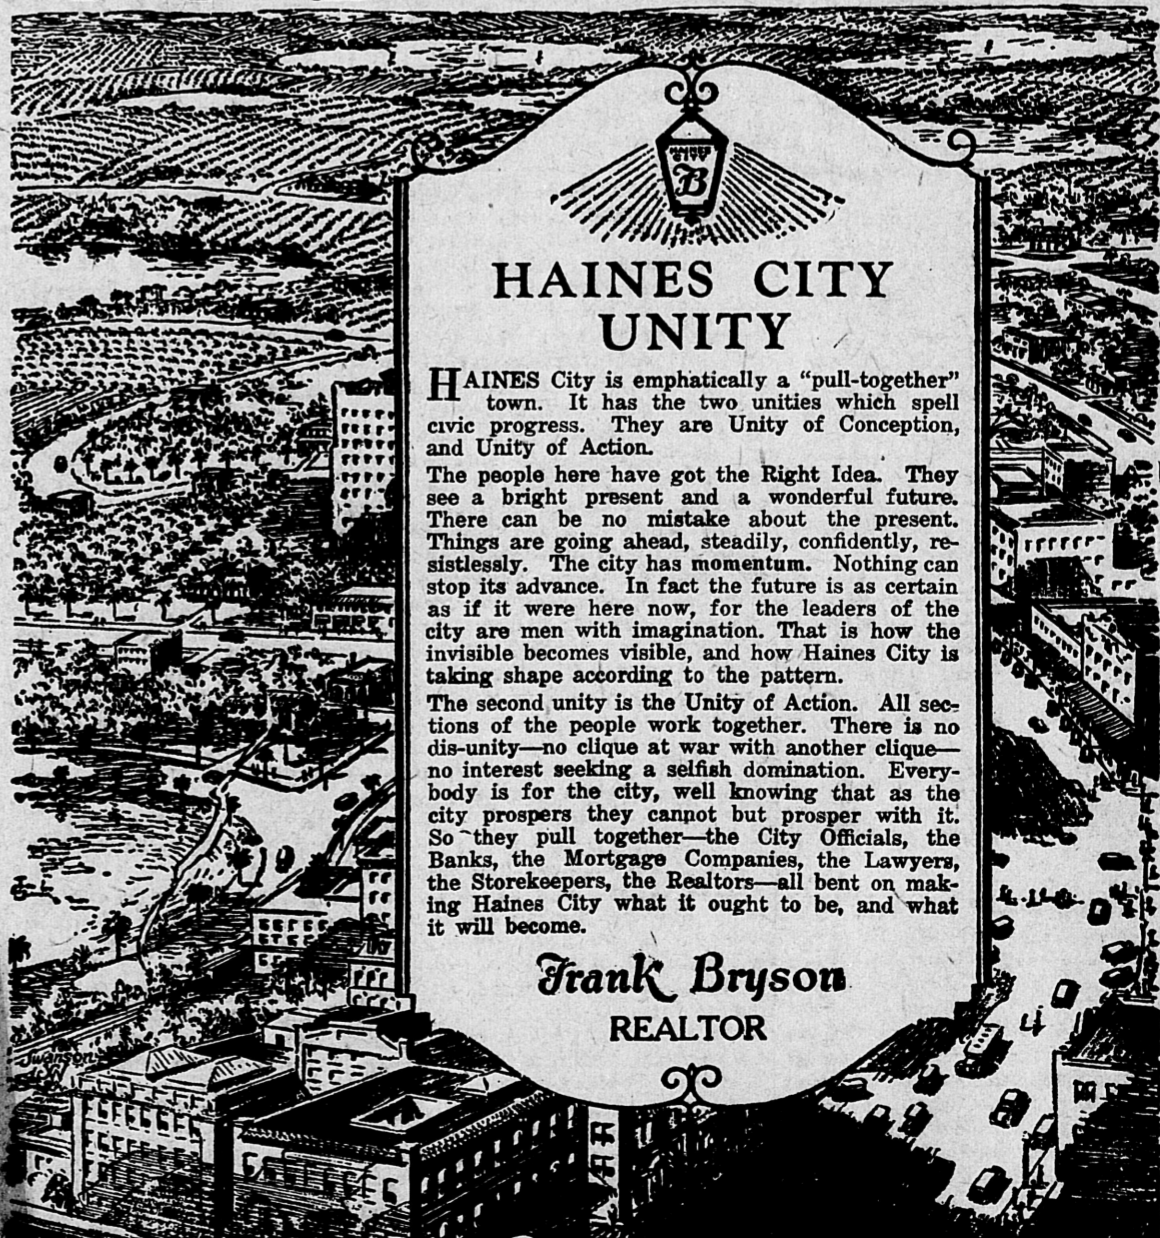 HAINES
CITY
B
HAINES CITY
UNITY
HAINES City is emphatically a “pull-together”
town. It has the two unities which spell
civic progress. They are Unity of Conception,
and Unity of Action.
The people here have got the Right Idea. They
see a bright present and a wonderful future.
There can be no mistake about the present.
Things are going ahead, steadily, confidently, re-
sistlessly. The city has momentum. Nothing can
stop its advance. In fact the future is as certain
as if it were here now, for the leaders of the
city are men with imagination. That is how the
invisible becomes visible, and how Haines City is
taking shape according to the pattern.
The second unity is the Unity of Action. All sec-
tions of the people work together. There is no
dis-unity—no clique at war with another clique—
no interest seeking a selfish domination. Every-
body is for the city, well knowing that as the
city prospers they cannot but prosper with it.
So they pull together—the City Officials, the
Banks, the Mortgage Companies, the Lawyers,
the Storekeepers, the Realtors—all bent on mak-
ing Haines City what it ought to be, and what
it will become.
Frank Bryson
REALTOR
Swanson